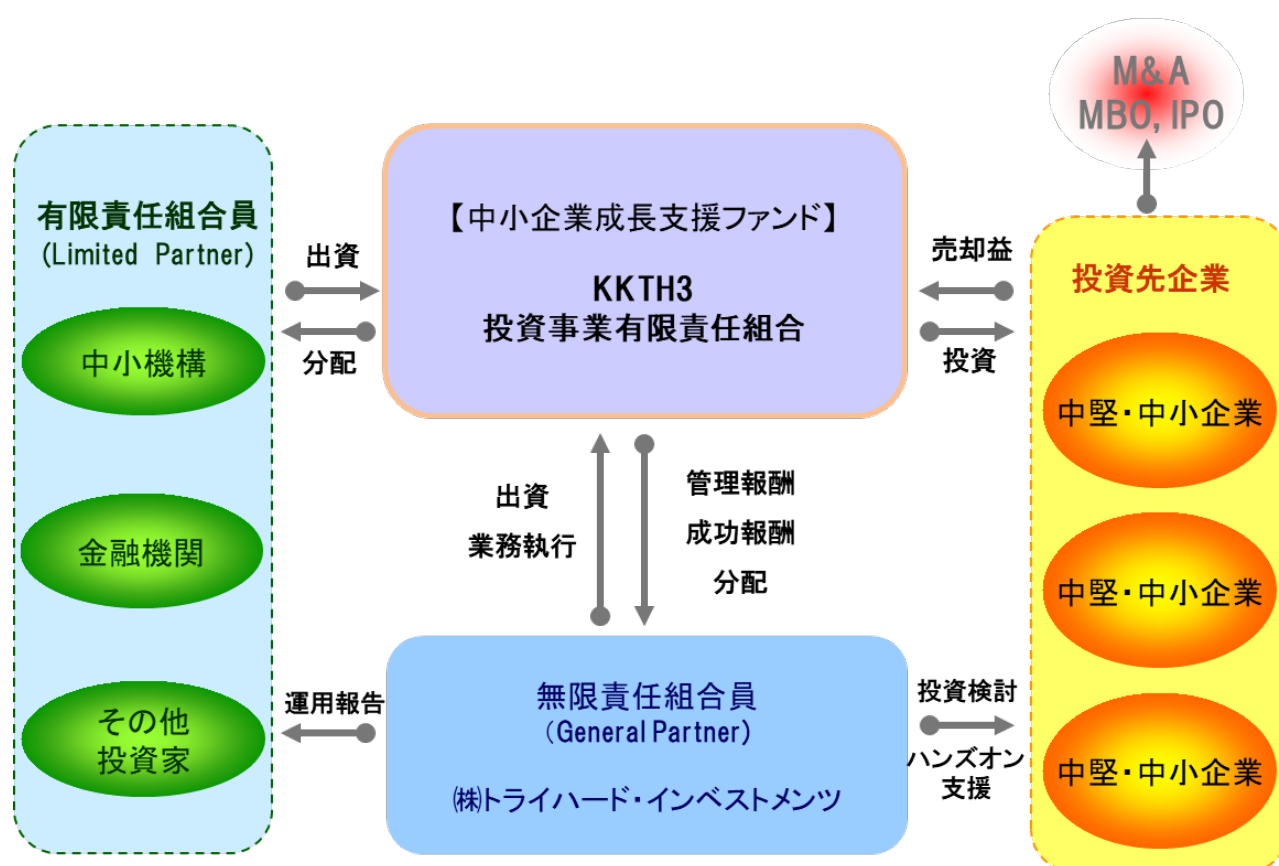 M&A
MBO, IPO
有限責任組合員
(Limited Partner)
中小機構
金融機関
その他
投資家
出資
分配
【中小企業成長支援ファンド】
KKTH3
投資事業有限責任組合
売却益
投資
投資先企業
中堅・中小企業
中堅・中小企業
中堅・中小企業
出資
業務執行
管理報酬
成功報酬
分配
運用報告
無限責任組合員
(General Partner)
㈱トライハード・インベストメンツ
投資検討
ハンズオン
支援